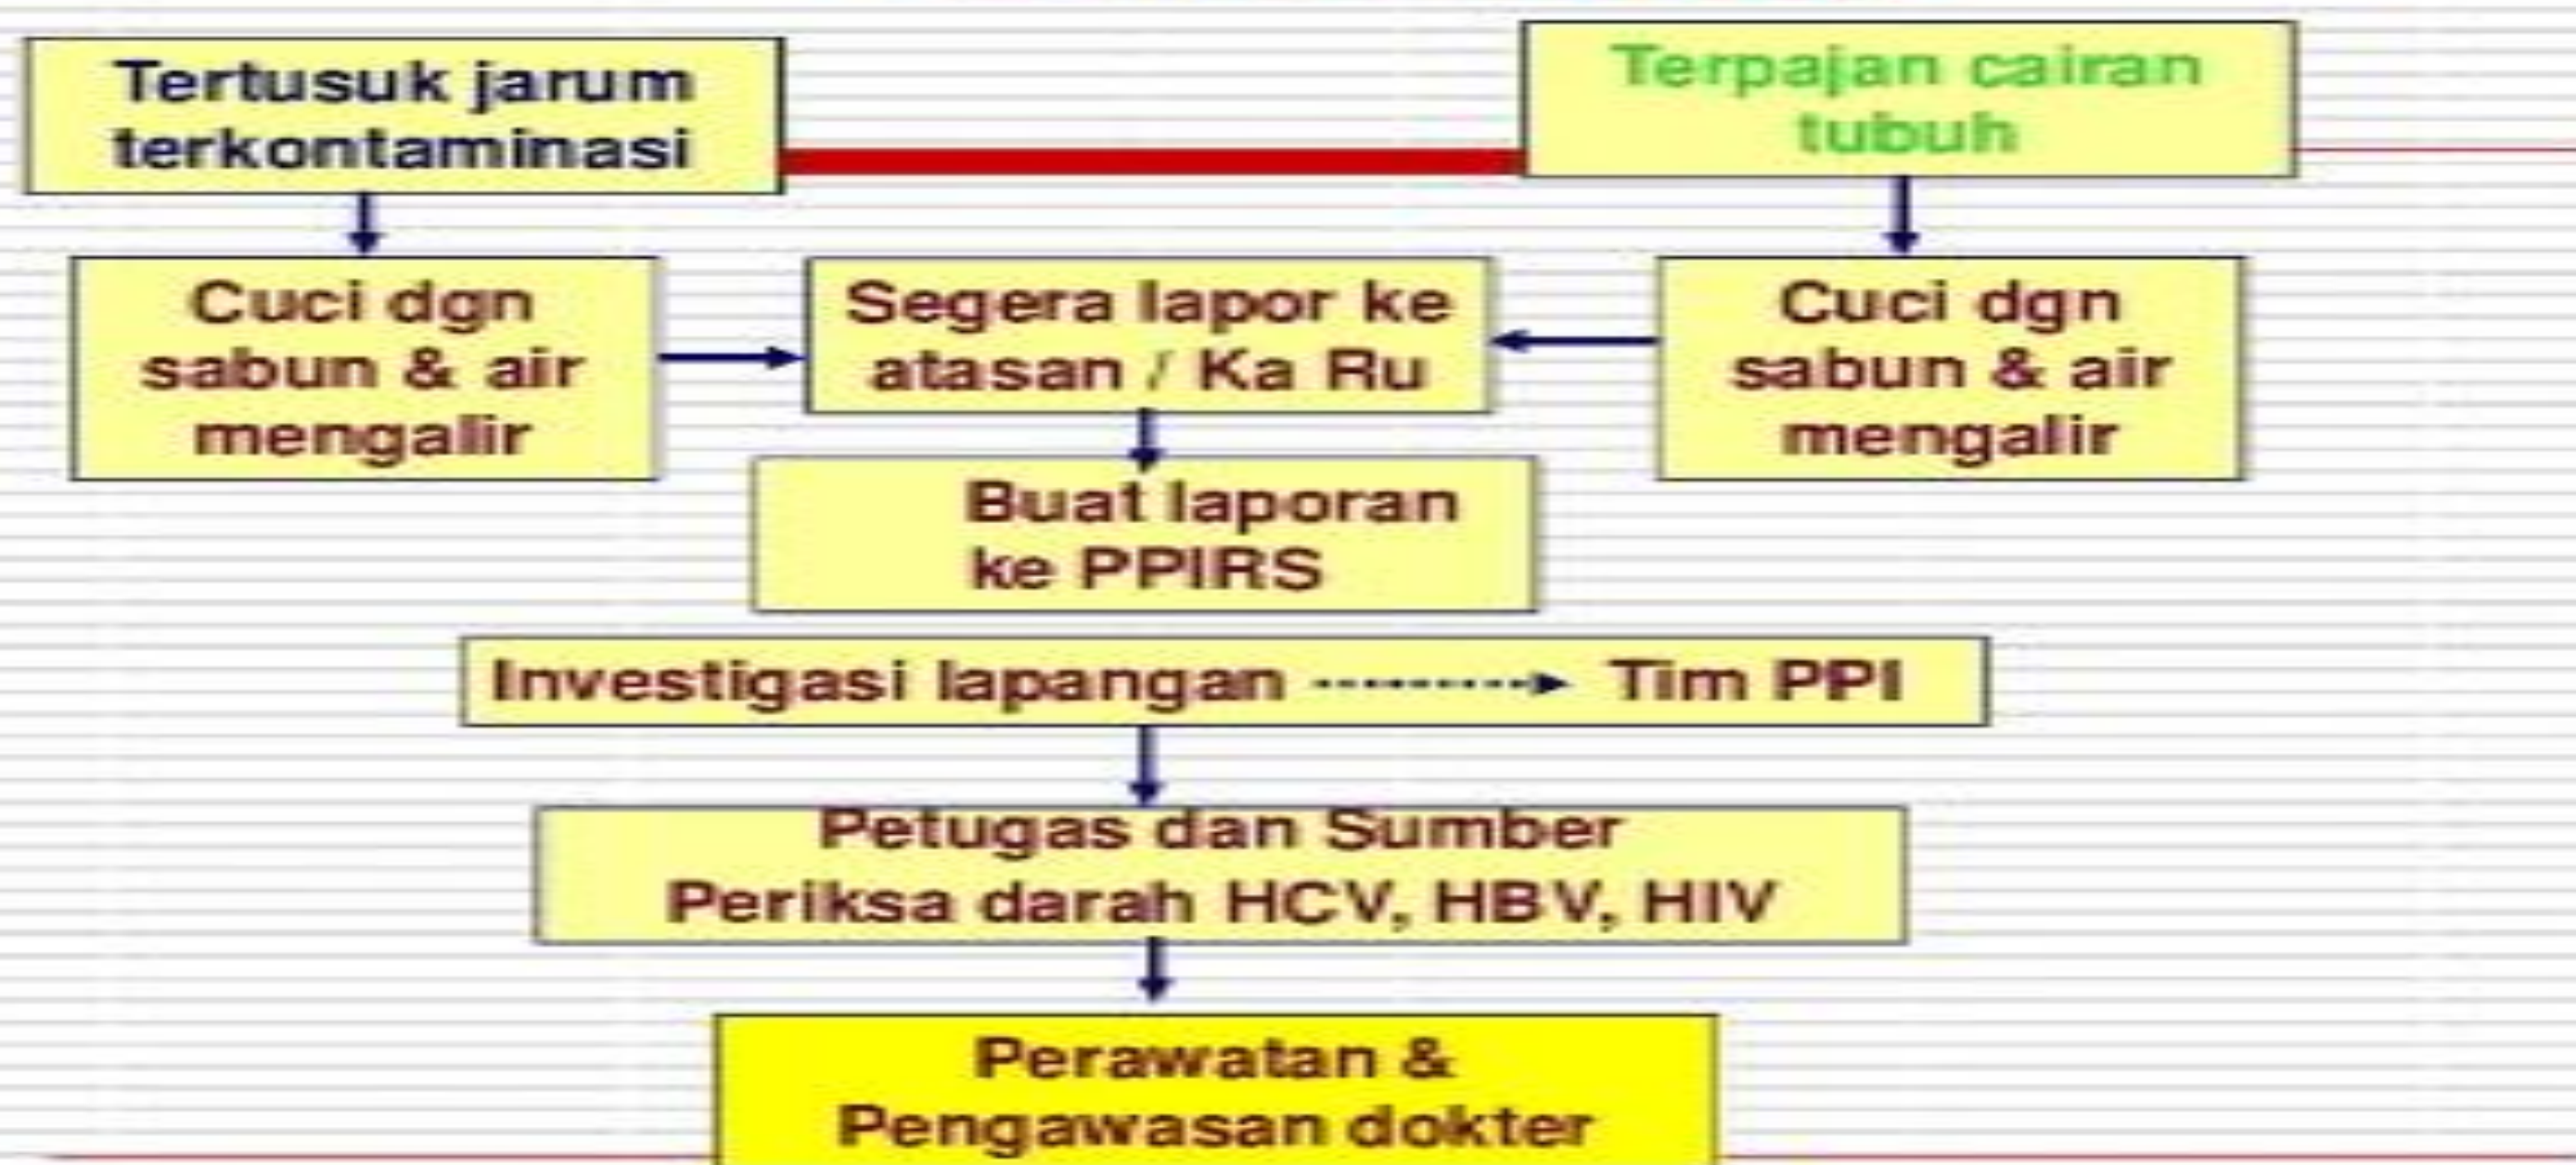 Tertusuk jarum
terkontaminasi
Terpajan cairan
tubuh
Cuci dgn
sabun & air
mengalir
Segera lapor ke
atasan / Ka Ru
Cuci dgn
sabun & air
mengalir
Buat laporan
ke PPIRS
Investigasi lapangan Tim PPI
Petugas dan Sumber
Periksa darah HCV, HBV, HIV
Perawatan &
Pengawasan dokter